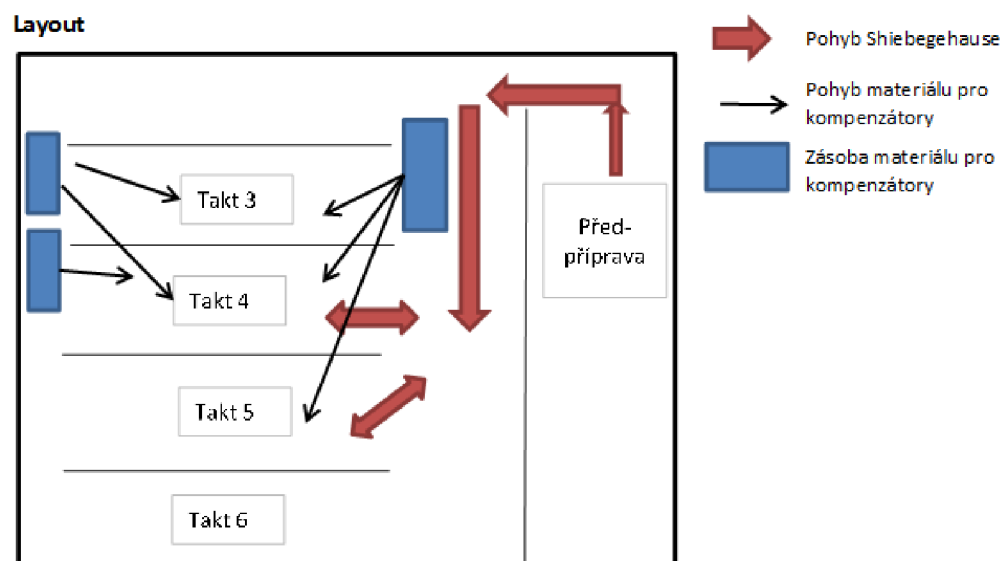 Layout
Pohyb Shiebegehause
Pohyb materiálu pro
kompenzátory
Zásoba materiálu pro
kompenzátory
Takt 3
Před-
příprava
Takt 4
Takt 5
Takt 6